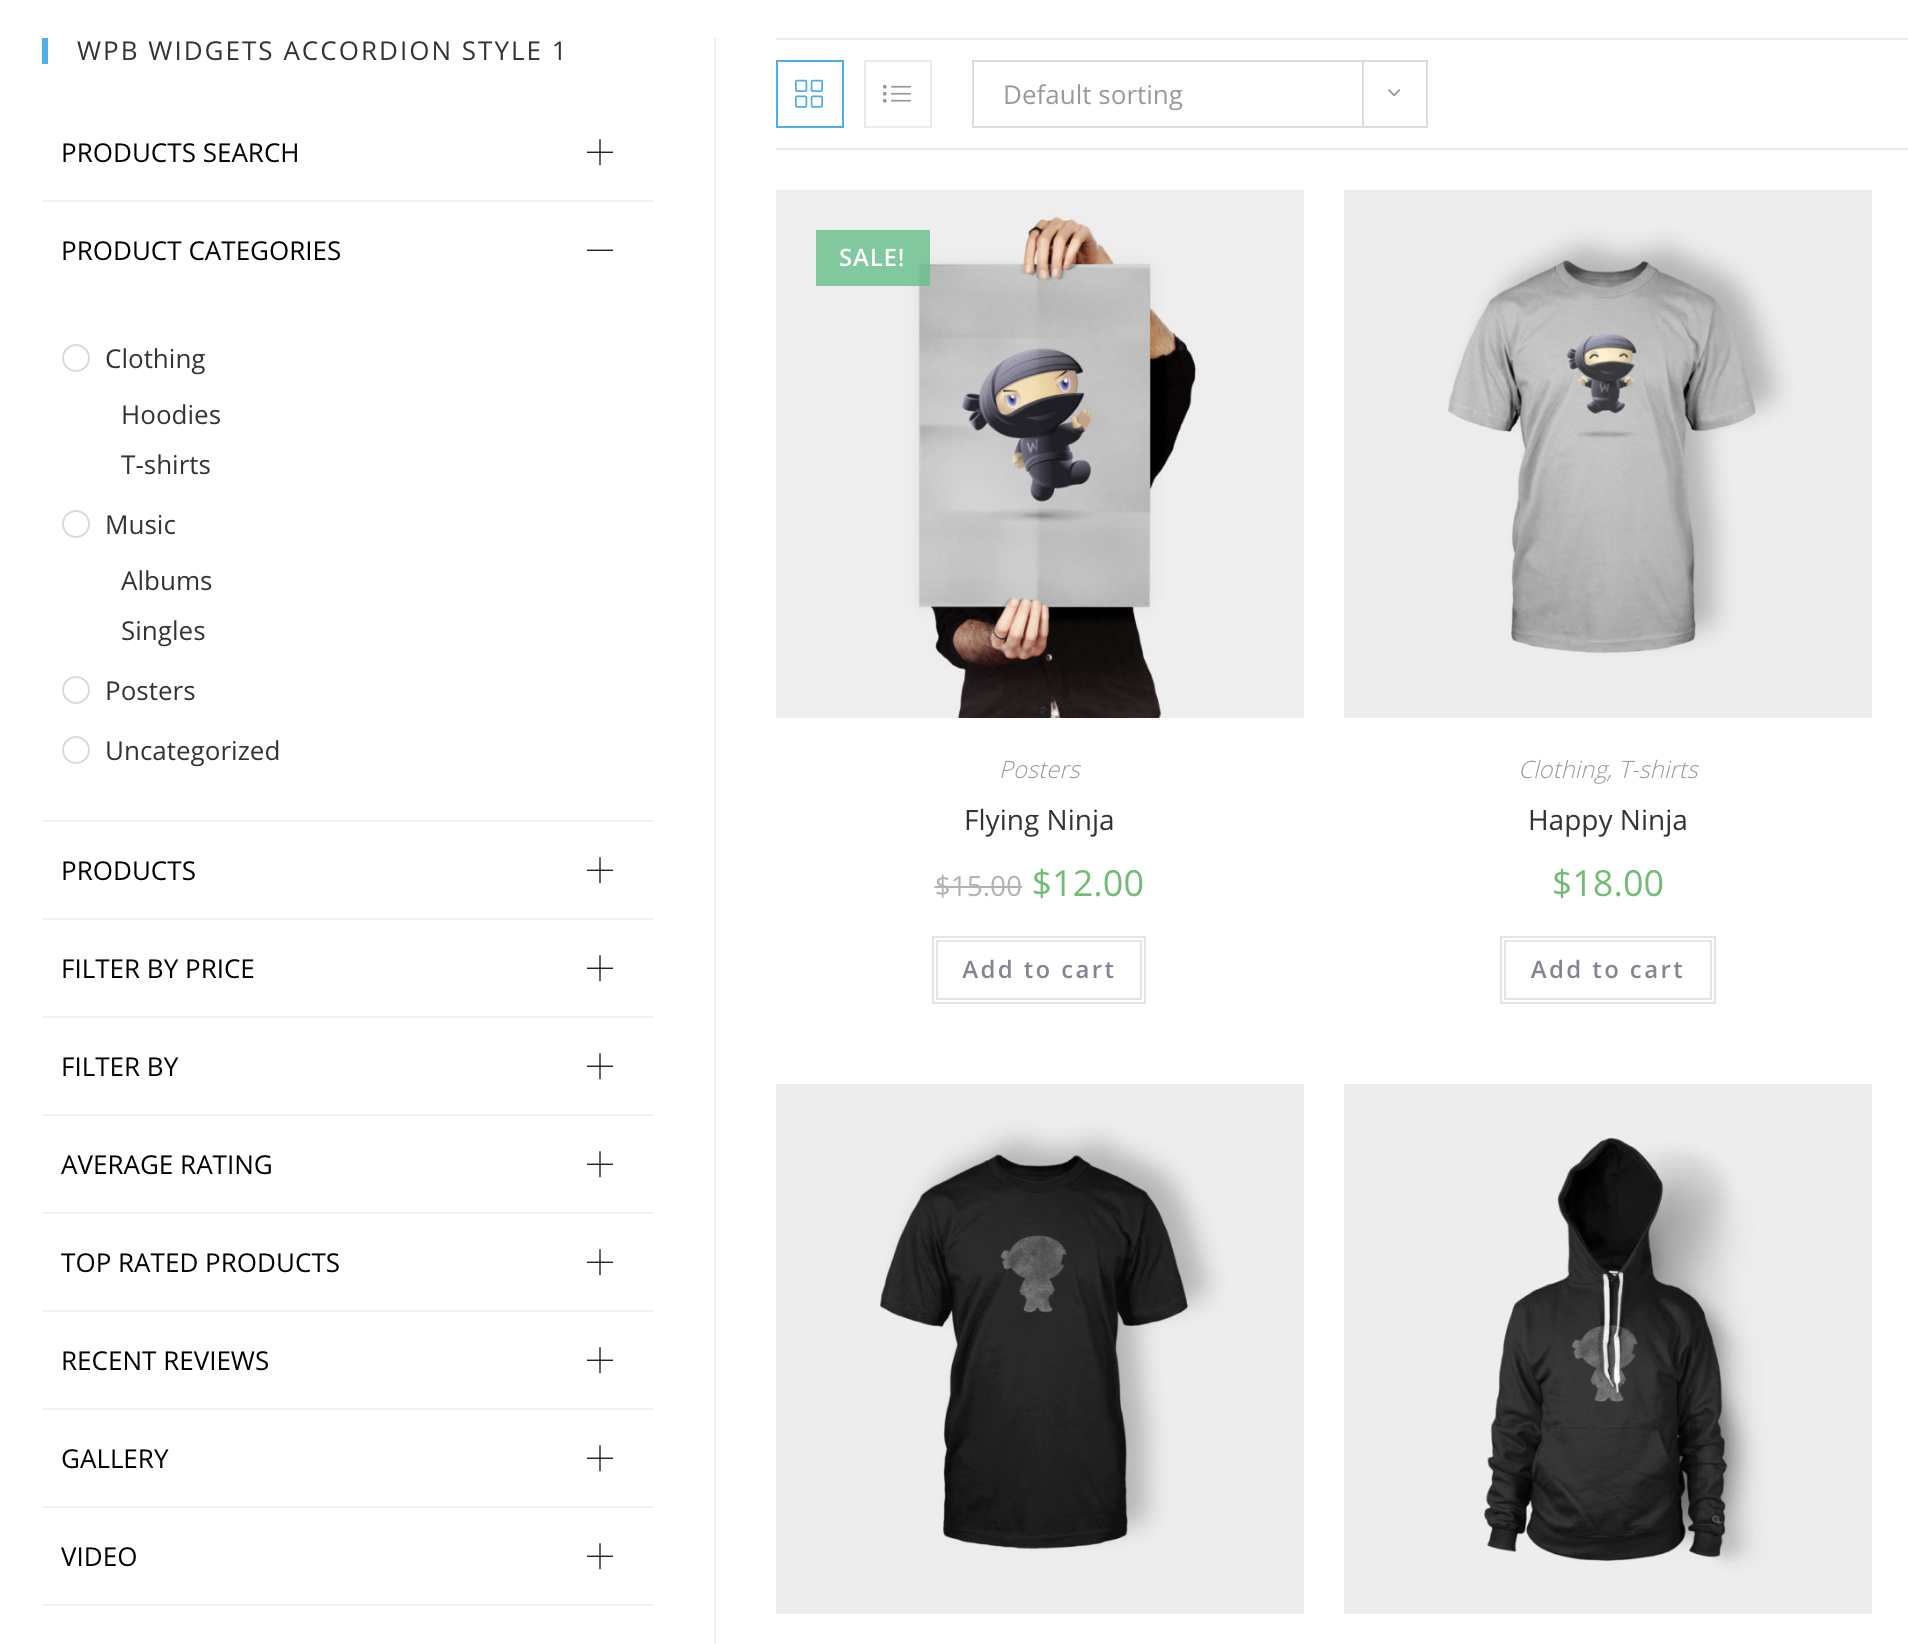 WPB WIDGETS ACCORDION STYLE 1
PRODUCTS SEARCH
PRODUCT CATEGORIES
Clothing
Hoodies
T-shirts
Music
Albums
Singles
Posters
Uncategorized
PRODUCTS
FILTER BY PRICE
FILTER BY
AVERAGE RATING
TOP RATED PRODUCTS
RECENT REVIEWS
GALLERY
VIDEO
Default sorting
SALE!
W
W
Posters
Flying Ninja
$15.00 $12.00
Add to cart
Clothing, T-shirts
Happy Ninja
$18.00
Add to cart